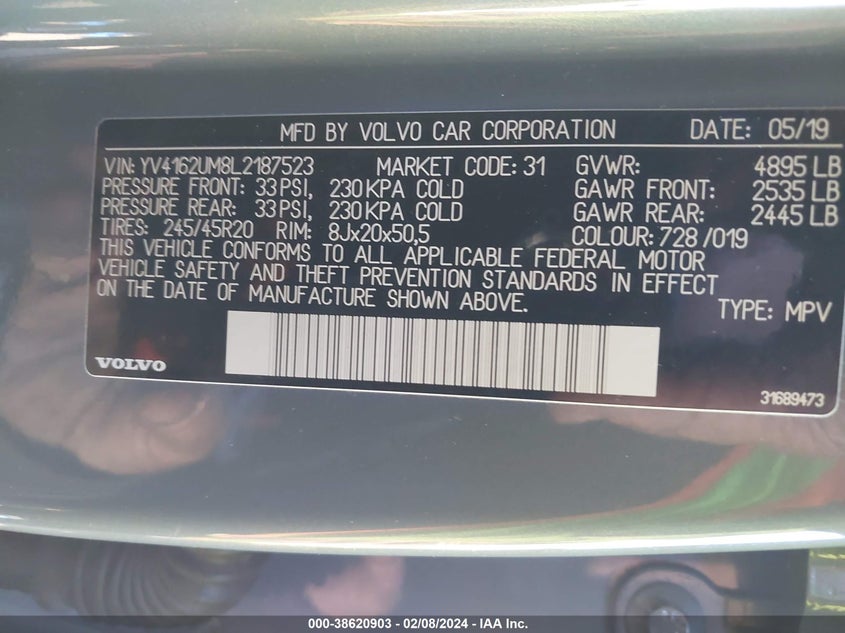 MFD BY VOLVO CAR CORPORATION DATE: 05/19
VIN: YV4162UM8L2187523 MARKET CODE: 31 GVWR: 4895 LB
PRESSURE FRONT: 33 PSI, 230 KPA COLD GAWR FRONT: 2535 LB
PRESSURE REAR: 33 PSI, 230 KPA COLD GAWR REAR: 2445 LB
TIRES: 245/45R20 RIM: 8Jx20x50,5 COLOUR: 728 /019
THIS VEHICLE CONFORMS TO ALL APPLICABLE FEDERAL MOTOR
VEHICLE SAFETY AND THEFT PREVENTION STANDARDS IN EFFECT
ON THE DATE OF MANUFACTURE SHOWN ABOVE.
TYPE: MPV
VOLVO
31689473
000-38620903 - 02/08/2024 - IAA Inc.